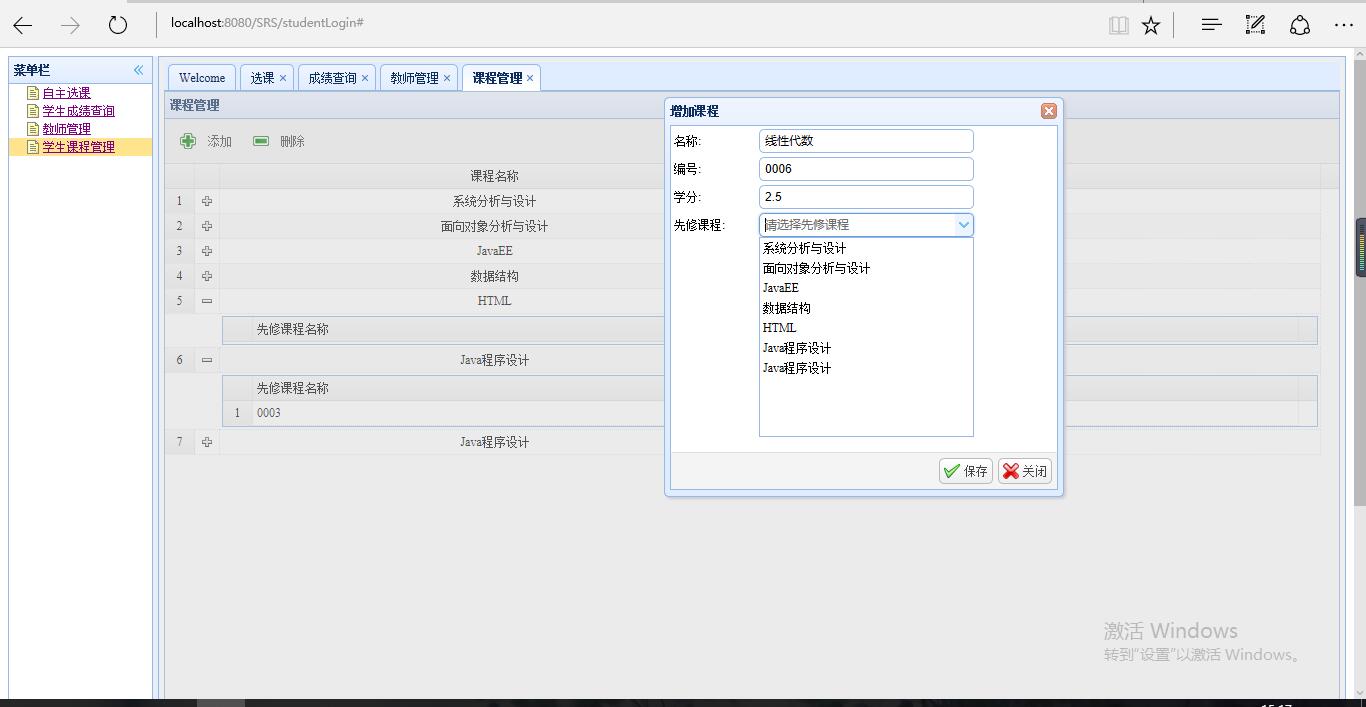 localhost:8080/SRS/studentLogin#
菜单栏
自主选课
学生成绩查询
教师管理
学生课程管理
Welcome 选课 成绩查询 教师管理 课程管理
课程管理
添加 删除
课程名称
1 系统分析与设计
2 面向对象分析与设计
3 JavaEE
4 数据结构
5 HTML
先修课程名称
6 Java程序设计
先修课程名称
1 0003
7 Java程序设计
增加课程
名称: 线性代数
编号: 0006
学分: 2.5
先修课程: 请选择先修课程
系统分析与设计
面向对象分析与设计
JavaEE
数据结构
HTML
Java程序设计
Java程序设计
保存 关闭
激活 Windows
转到“设置”以激活 Windows。